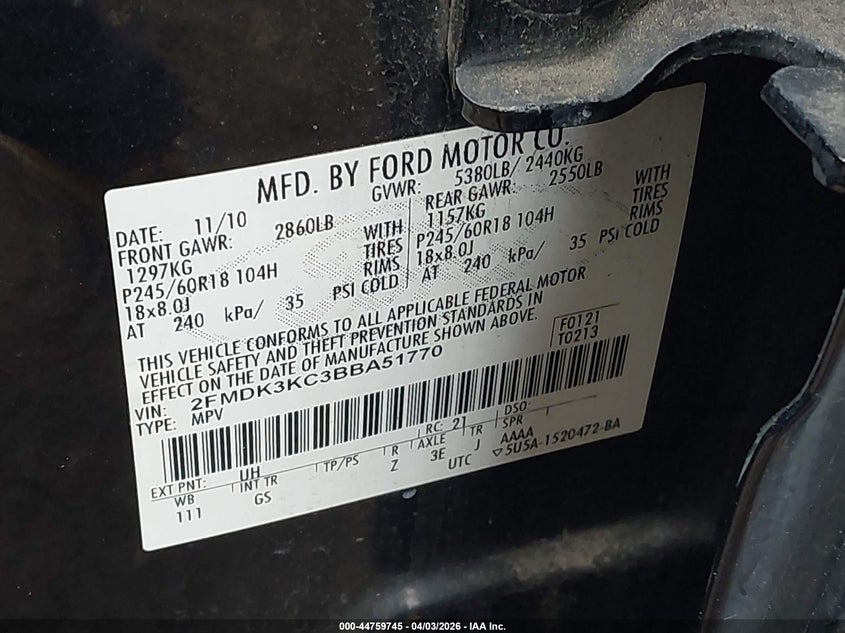 MFD. BY FORD MOTOR CO.
DATE: 11/10 GVWR: 5380LB/ 2440KG
FRONT GAWR: 2860LB REAR GAWR: 2550LB
1297KG WITH 1157KG WITH
P245/60R18 104H TIRES P245/60R18 104H TIRES
18x8.0J RIMS 18x8.0J RIMS
AT 240 kPa/ 35 PSI COLD AT 240 kPa/ 35 PSI COLD
THIS VEHICLE CONFORMS TO ALL APPLICABLE FEDERAL MOTOR
VEHICLE SAFETY AND THEFT PREVENTION STANDARDS IN
EFFECT ON THE DATE OF MANUFACTURE SHOWN ABOVE.
F0121
T0213
VIN: 2FMDK3KC3BBA51770
TYPE: MPV
EXT PNT: UH RC: 21 DSO:
WB INT TR TP/PS R AXLE TR SPR
111 GS Z 3E J AAAA
UTC ▽5U5A-1520472-BA
000-44759745 - 04/03/2026 - IAA Inc.